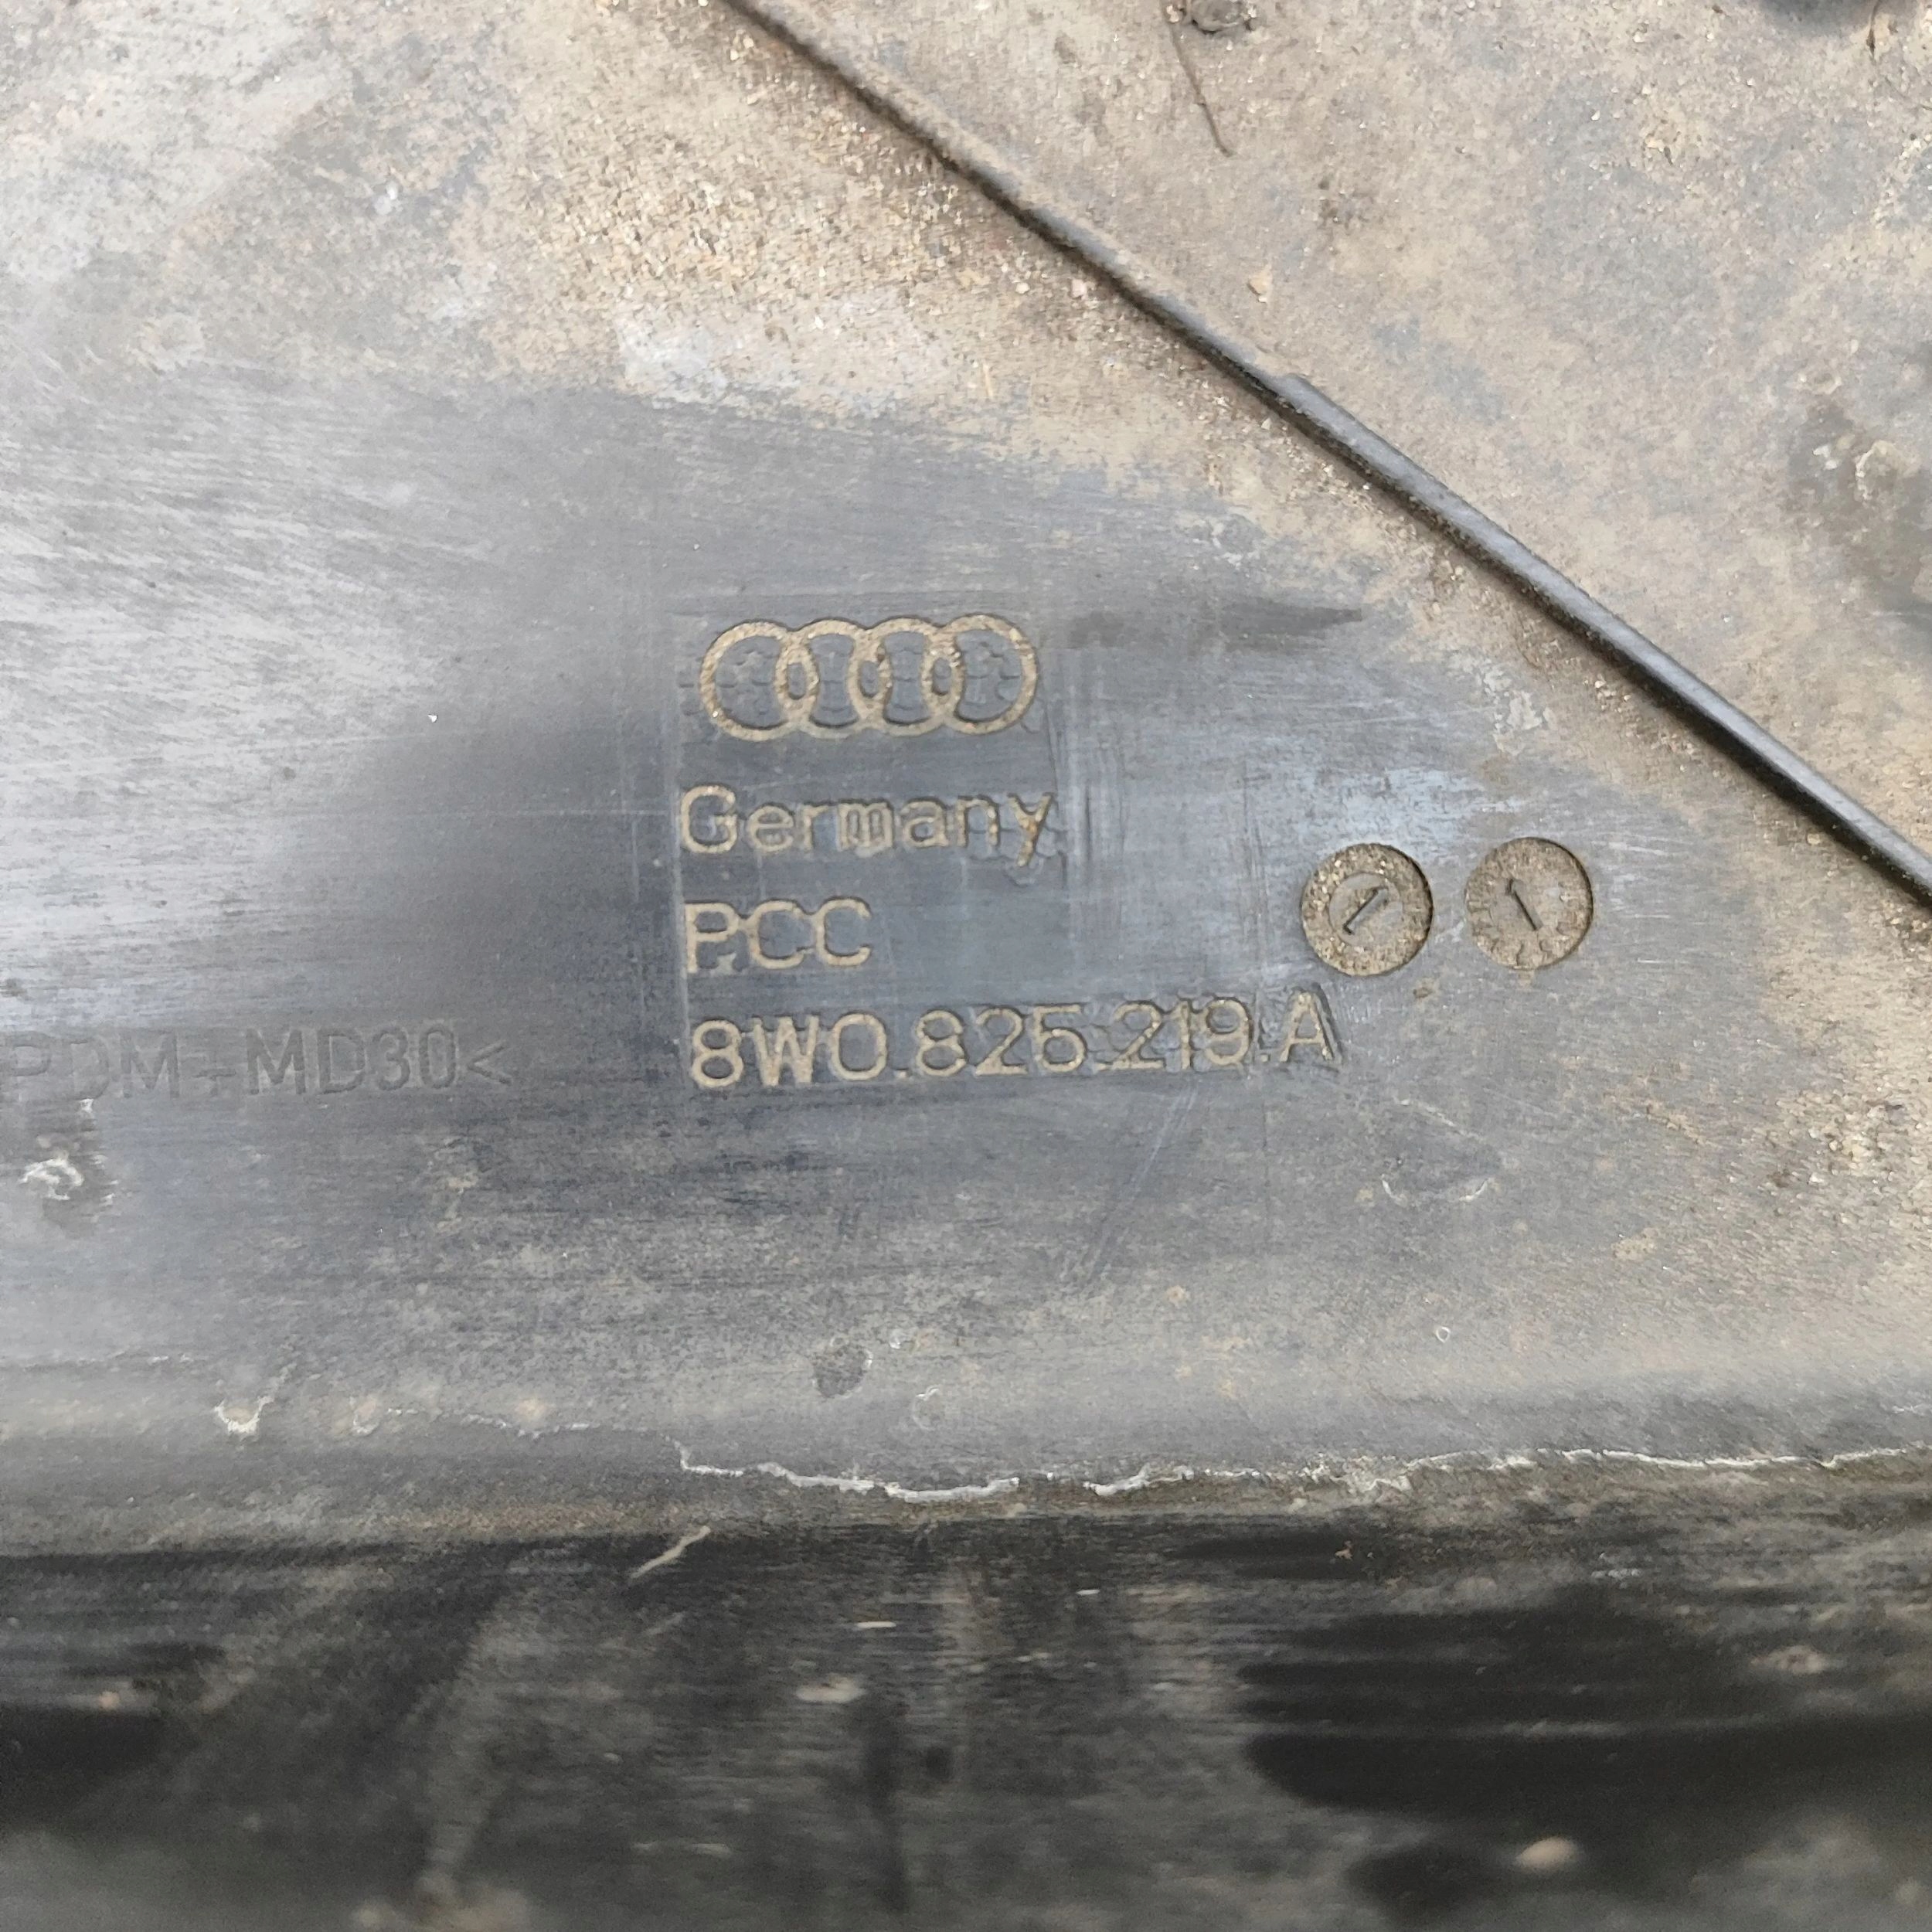 Germany
PCC
PDM-MD30<
8W0.825.219.A